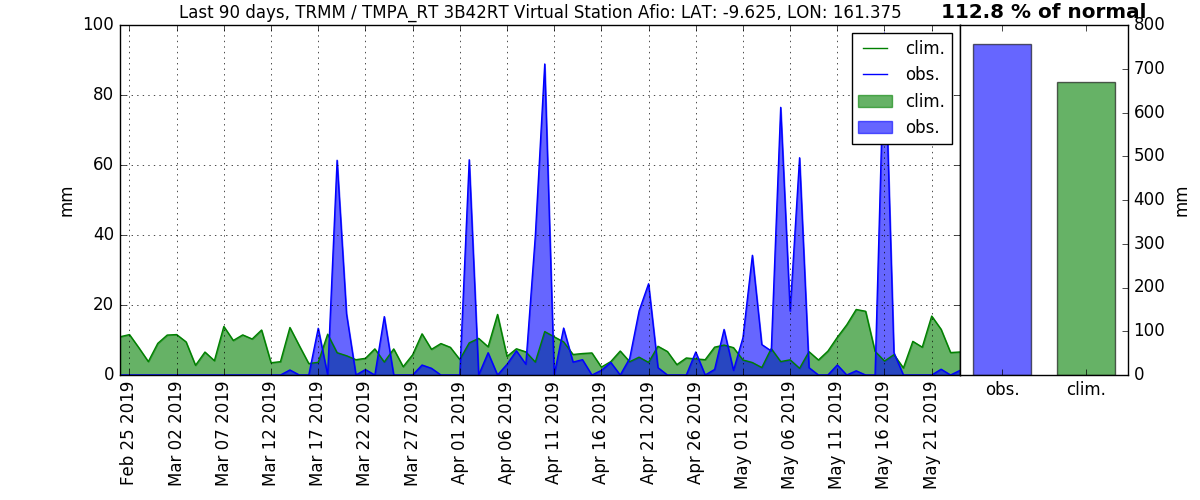 Last 90 days, TRMM / TMPA_RT 3B42RT Virtual Station Afio: LAT: -9.625, LON: 161.375
112.8 % of normal
100
80
60
40
20
0
mm
clim.
obs.
clim.
obs.
800
700
600
500
400
300
200
100
0
mm
Feb 25 2019
Mar 02 2019
Mar 07 2019
Mar 12 2019
Mar 17 2019
Mar 22 2019
Mar 27 2019
Apr 01 2019
Apr 06 2019
Apr 11 2019
Apr 16 2019
Apr 21 2019
Apr 26 2019
May 01 2019
May 06 2019
May 11 2019
May 16 2019
May 21 2019
obs.
clim.